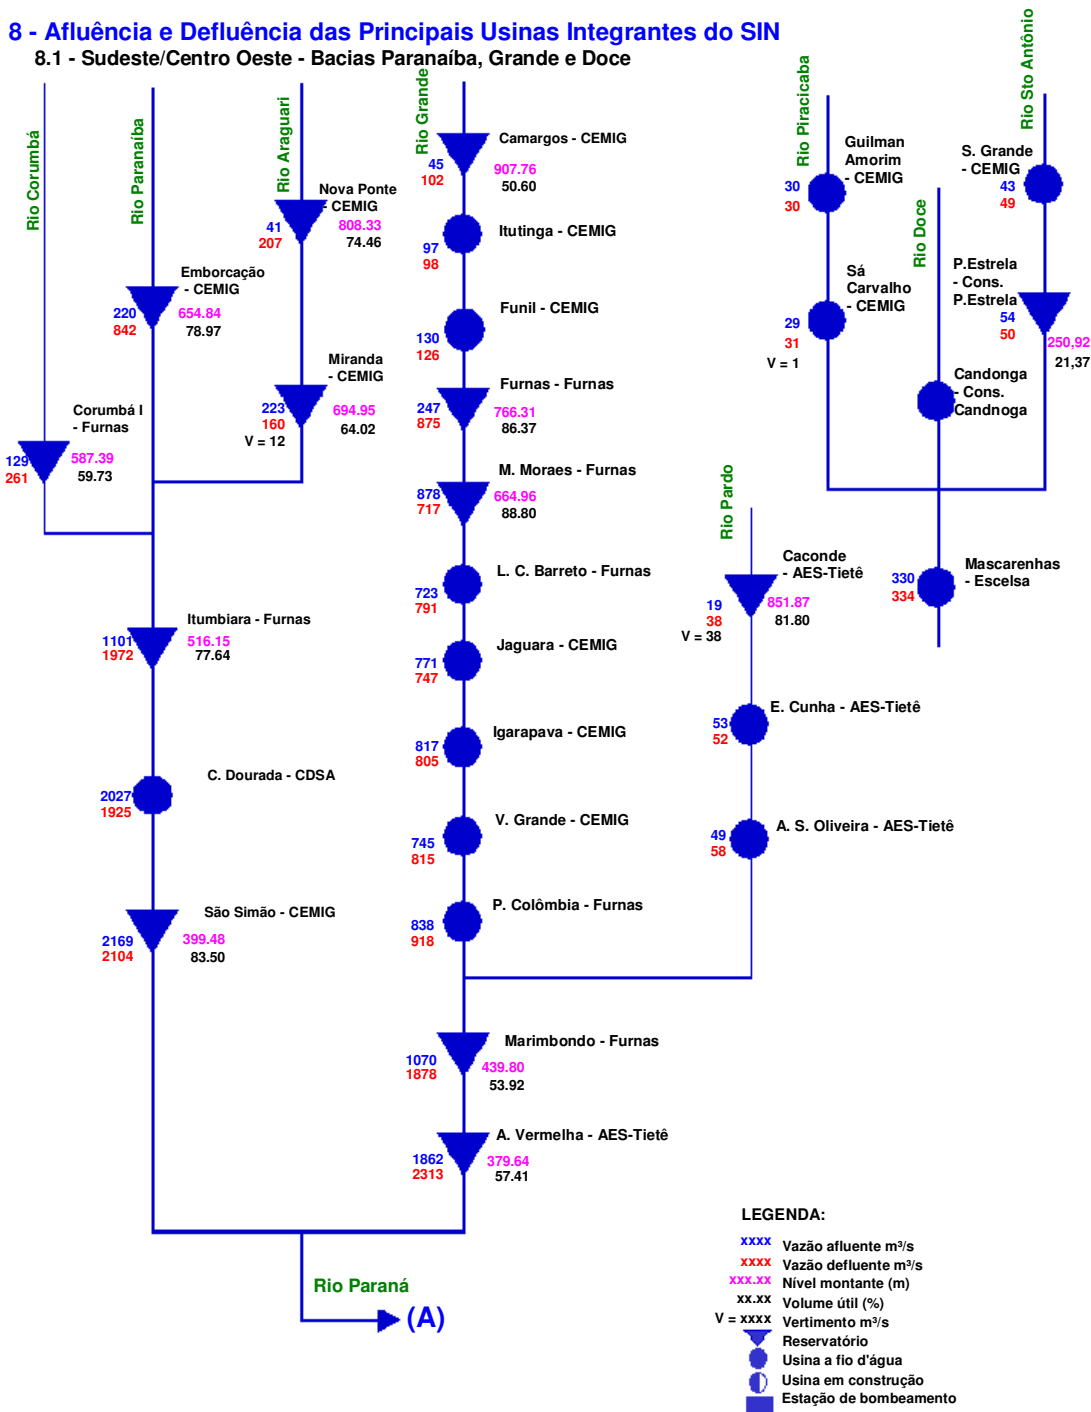 8 - Afluência e Defluência das Principais Usinas Integrantes do SIN
8.1 - Sudeste/Centro Oeste - Bacias Paranaíba, Grande e Doce
Rio Corumbá
Rio Paranaíba
Rio Araguari
Rio Grande
Rio Piracicaba
Rio Doce
Rio Sto Antônio
Rio Pardo
Corumbá I
- Furnas
129
261
587.39
59.73
Emborcação
- CEMIG
220
842
654.84
78.97
Nova Ponte
- CEMIG
41
207
808.33
74.46
Miranda
- CEMIG
223
160
V = 12
694.95
64.02
Itumbiara - Furnas
1101
1972
516.15
77.64
C. Dourada - CDSA
2027
1925
São Simão - CEMIG
2169
2104
399.48
83.50
Camargos - CEMIG
45
102
907.76
50.60
Itutinga - CEMIG
97
98
Funil - CEMIG
130
126
Furnas - Furnas
247
875
766.31
86.37
M. Moraes - Furnas
878
717
664.96
88.80
L. C. Barreto - Furnas
723
791
Jaguara - CEMIG
771
747
Igarapava - CEMIG
817
805
V. Grande - CEMIG
745
815
P. Colômbia - Furnas
838
918
Marimbondo - Furnas
1070
1878
439.80
53.92
A. Vermelha - AES-Tietê
1862
2313
379.64
57.41
Caconde
- AES-Tietê
19
38
V = 38
851.87
81.80
E. Cunha - AES-Tietê
53
52
A. S. Oliveira - AES-Tietê
49
58
Guilman
Amorim
- CEMIG
30
30
Sá
Carvalho
- CEMIG
29
31
V = 1
S. Grande
- CEMIG
43
49
P.Estrela
- Cons.
P.Estrela
54
50
250,92
21,37
Candonga
- Cons.
Candnoga
Mascarenhas
- Escelsa
330
334
Rio Paraná
(A)
LEGENDA:
xxxx Vazão afluente m³/s
xxxx Vazão defluente m³/s
xxx.xx Nível montante (m)
xx.xx Volume útil (%)
V = xxxx Vertimento m³/s
Reservatório
Usina a fio d'água
Usina em construção
Estação de bombeamento